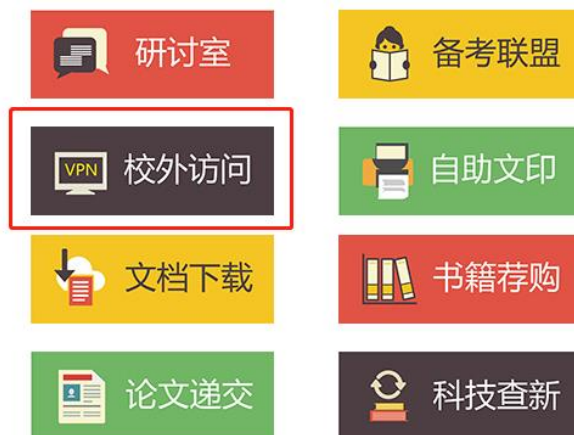 研讨室
备考联盟
VPN 校外访问
自助文印
文档下载
书籍荐购
论文递交
科技查新